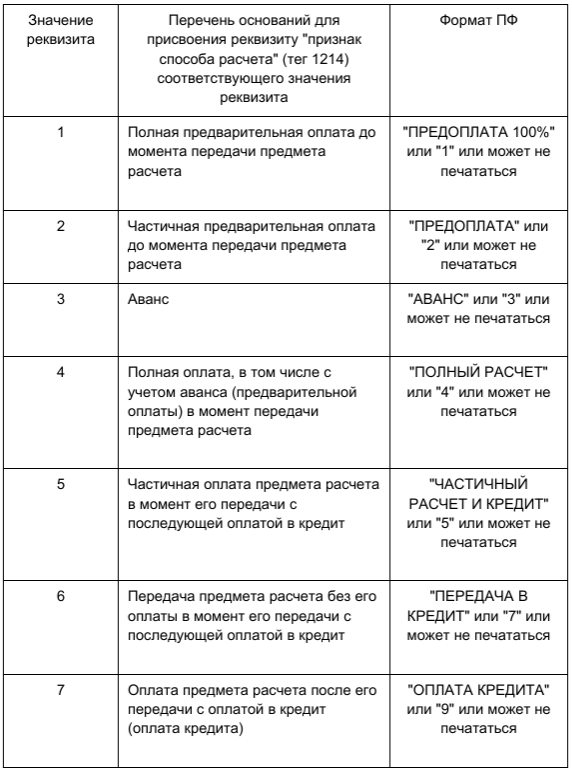 Значение
реквизита
Перечень оснований для
присвоения реквизиту "признак
способа расчета" (тег 1214)
соответствующего значения
реквизита
Формат ПФ
1
Полная предварительная оплата до
момента передачи предмета
расчета
"ПРЕДОПЛАТА 100%"
или "1" или может не
печататься
2
Частичная предварительная оплата
до момента передачи предмета
расчета
"ПРЕДОПЛАТА" или
"2" или может не
печататься
3
Аванс
"АВАНС" или "3" или
может не печататься
4
Полная оплата, в том числе с
учетом аванса (предварительной
оплаты) в момент передачи
предмета расчета
"ПОЛНЫЙ РАСЧЕТ"
или "4" или может не
печататься
5
Частичная оплата предмета расчета
в момент его передачи с
последующей оплатой в кредит
"ЧАСТИЧНЫЙ
РАСЧЕТ И КРЕДИТ"
или "5" или может не
печататься
6
Передача предмета расчета без его
оплаты в момент его передачи с
последующей оплатой в кредит
"ПЕРЕДАЧА В
КРЕДИТ" или "7" или
может не печататься
7
Оплата предмета расчета после его
передачи с оплатой в кредит
(оплата кредита)
"ОПЛАТА КРЕДИТА"
или "9" или может не
печататься